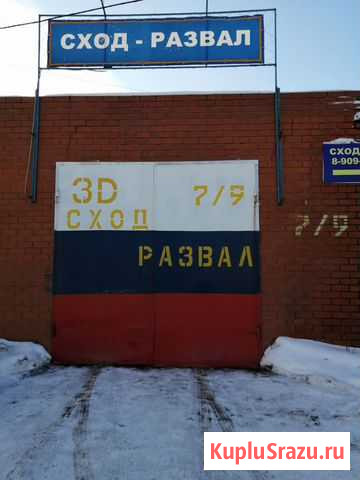 СХОД - РАЗВАЛ
СХОД
8-909
3D 7/9
СХОД
РАЗВАЛ
7/9
KupluSrazu.ru